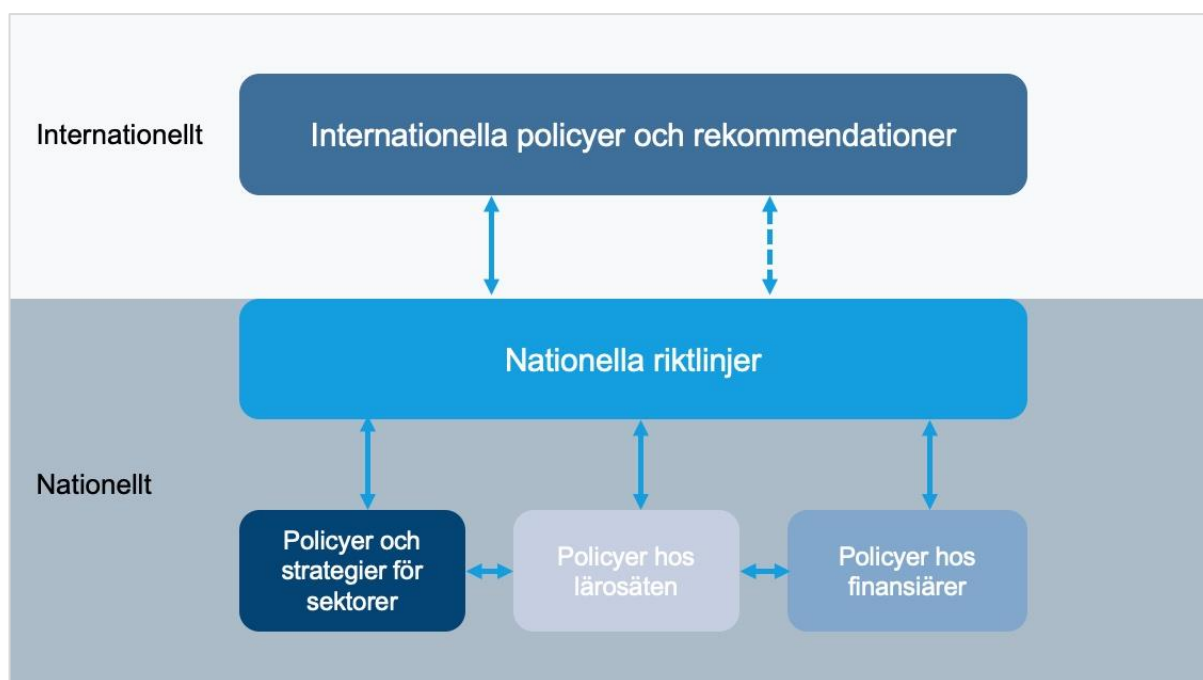 Internationellt
Internationella policyer och rekommendationer
Nationella riktlinjer
Nationellt
Policyer och
strategier för
sektorer
Policyer hos
lärosäten
Policyer hos
finansiärer